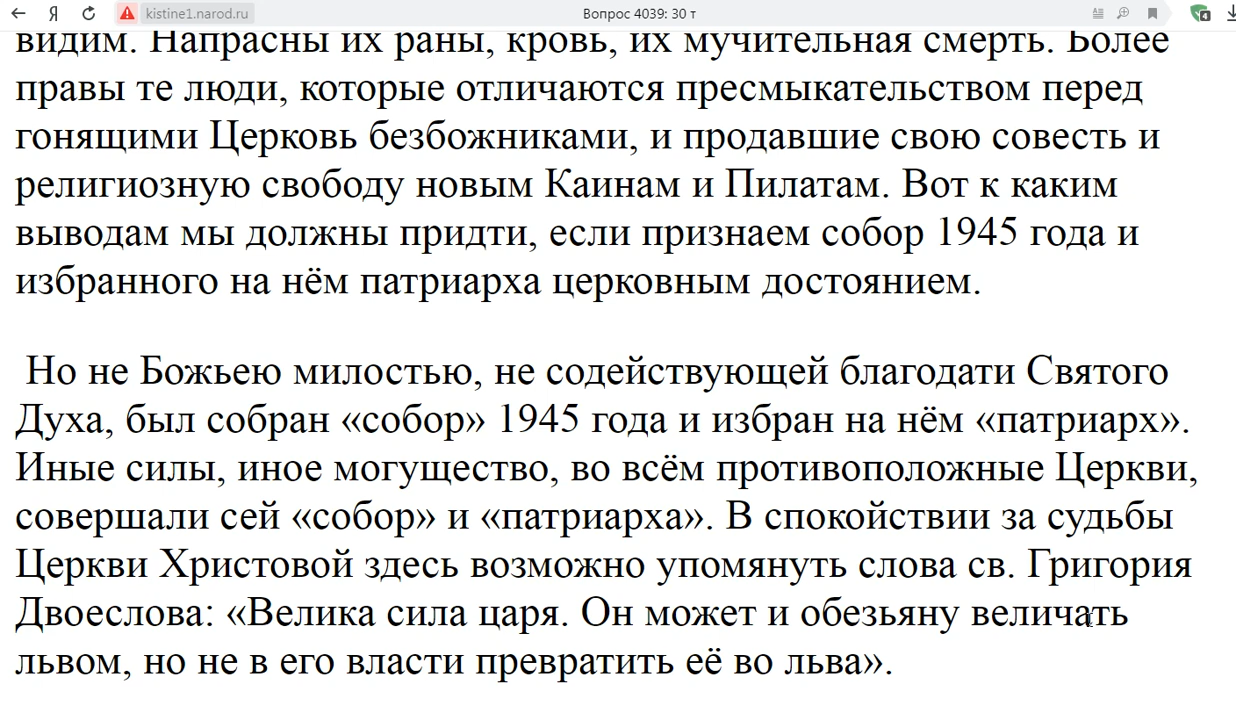 kistine1.narod.ru
Вопрос 4039: 30 т
4
видим. Напрасны их раны, кровь, их мучительная смерть. Более
правы те люди, которые отличаются пресмыкательством перед
гонящими Церковь безбожниками, и продавшие свою совесть и
религиозную свободу новым Каинам и Пилатам. Вот к каким
выводам мы должны придти, если признаем собор 1945 года и
избранного на нём патриарха церковным достоянием.
Но не Божьею милостью, не содействующей благодати Святого
Духа, был собран «собор» 1945 года и избран на нём «патриарх».
Иные силы, иное могущество, во всём противоположные Церкви,
совершали сей «собор» и «патриарха». В спокойствии за судьбы
Церкви Христовой здесь возможно упомянуть слова св. Григория
Двоеслова: «Велика сила царя. Он может и обезьяну величать
львом, но не в его власти превратить её во льва».